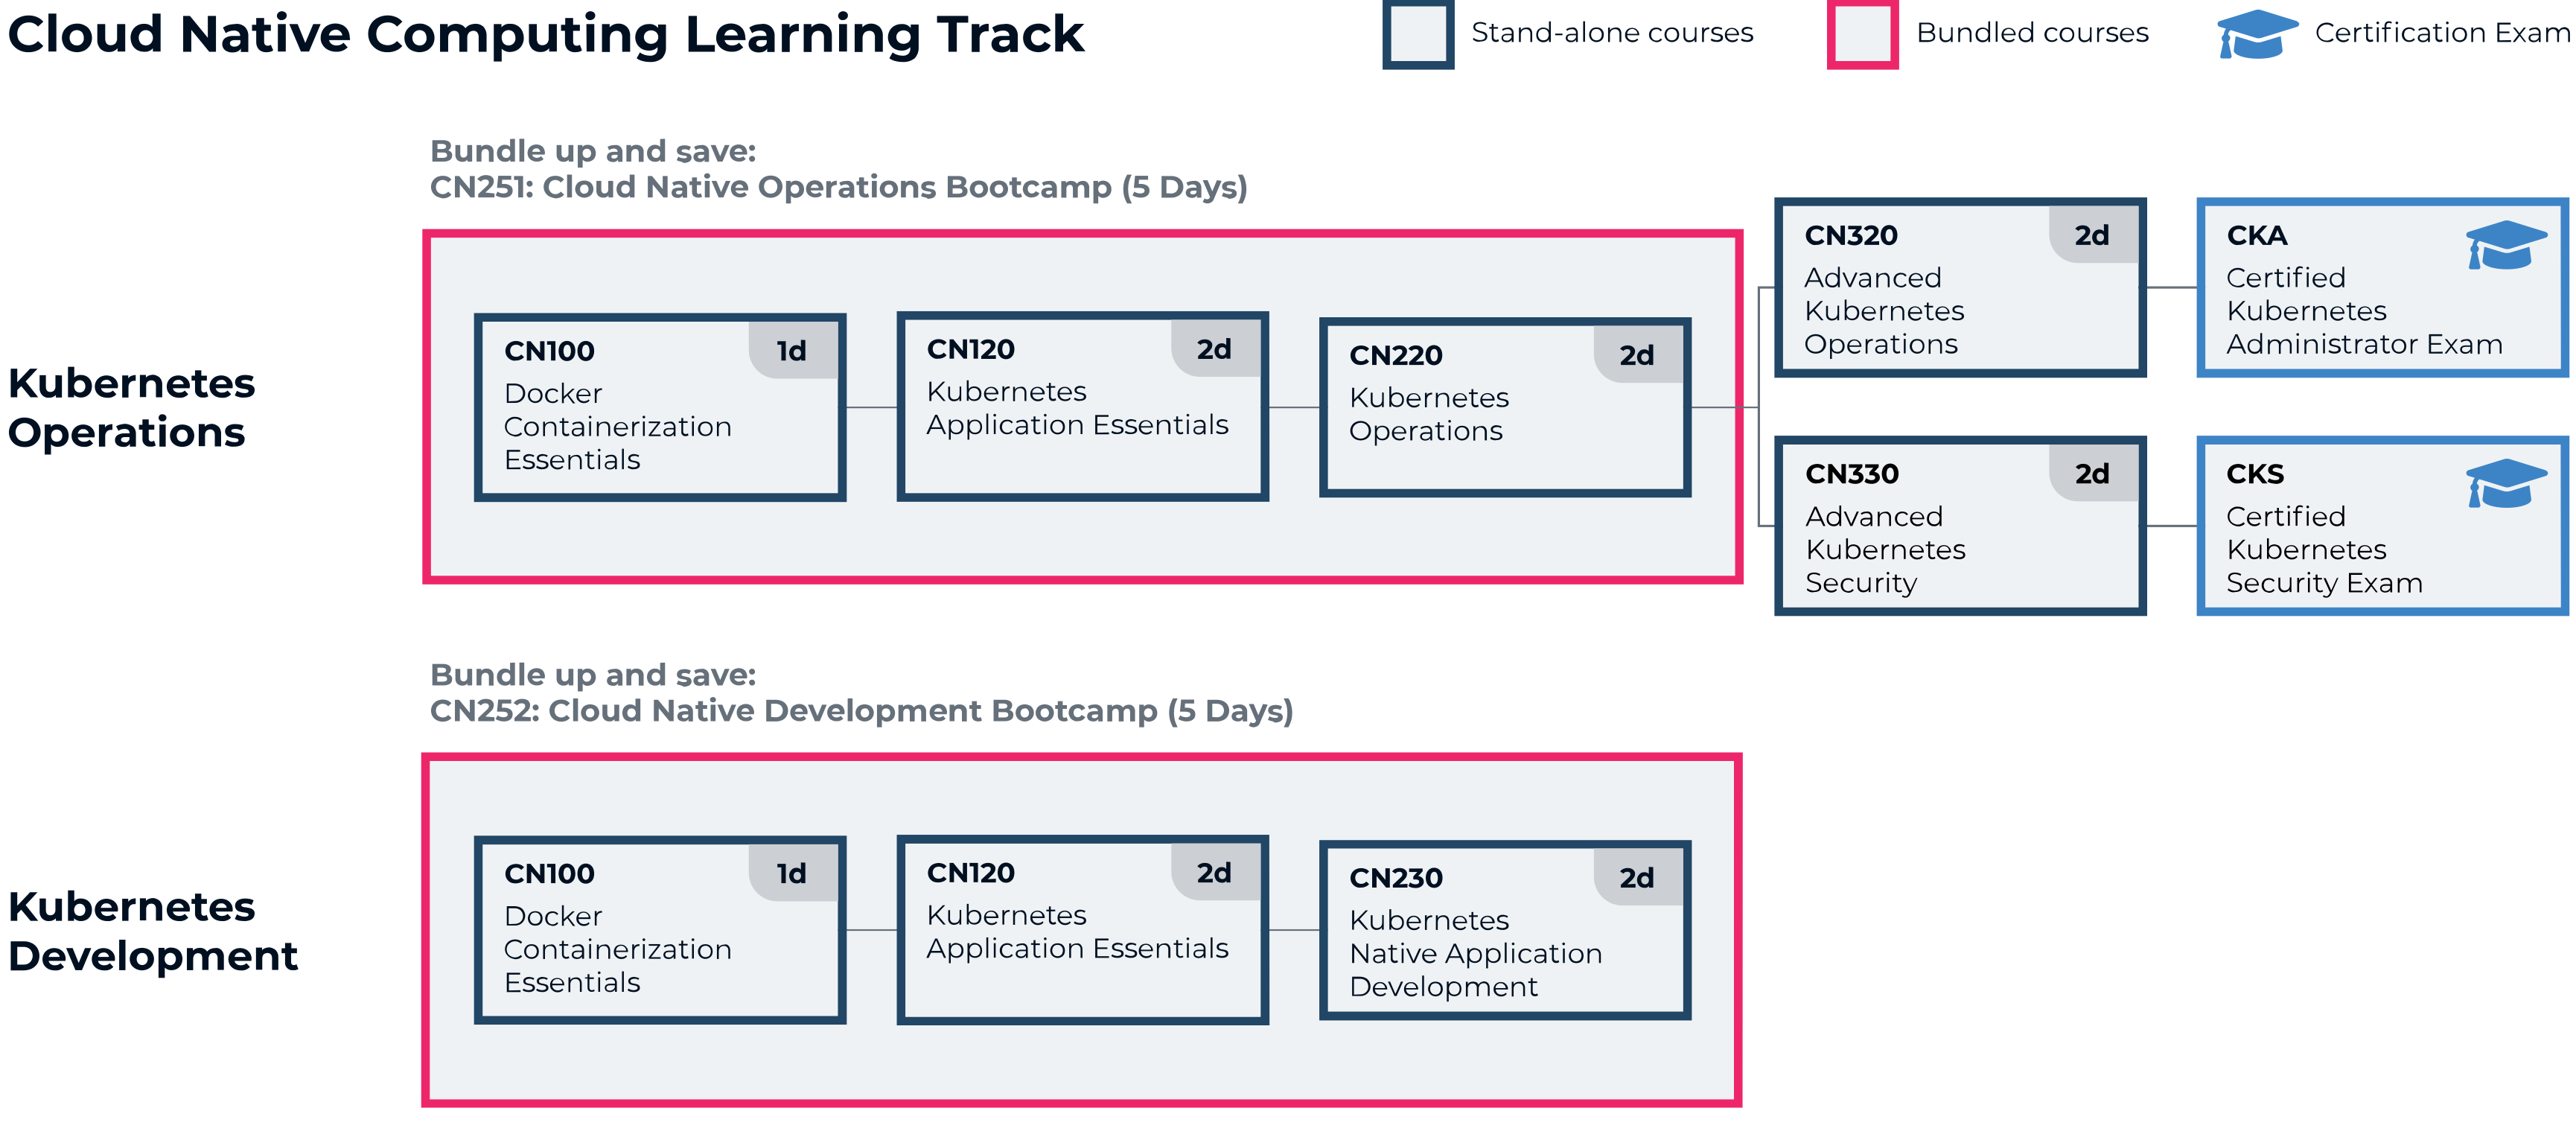 Cloud Native Computing Learning Track
Stand-alone courses
Bundled courses
Certification Exam
Bundle up and save:
CN251: Cloud Native Operations Bootcamp (5 Days)
Kubernetes
Operations
CN100
1d
Docker
Containerization
Essentials
CN120
2d
Kubernetes
Application Essentials
CN220
2d
Kubernetes
Operations
CN320
2d
Advanced
Kubernetes
Operations
CKA
Certified
Kubernetes
Administrator Exam
CN330
2d
Advanced
Kubernetes
Security
CKS
Certified
Kubernetes
Security Exam
Bundle up and save:
CN252: Cloud Native Development Bootcamp (5 Days)
Kubernetes
Development
CN100
1d
Docker
Containerization
Essentials
CN120
2d
Kubernetes
Application Essentials
CN230
2d
Kubernetes
Native Application
Development